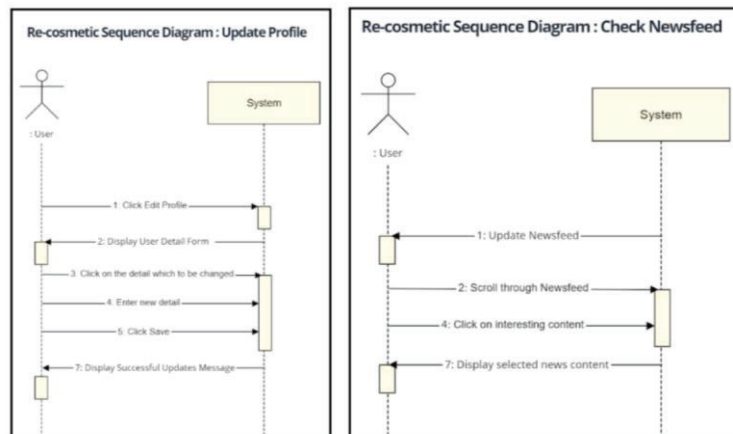 Re-cosmetic Sequence Diagram : Update Profile
System
: User
1: Click Edit Profile
2: Display User Detail Form
3: Click on the detail which to be changed
4: Enter new detail
5: Click Save
7: Display Successful Updates Message
Re-cosmetic Sequence Diagram : Check Newsfeed
System
: User
1: Update Newsfeed
2: Scroll through Newsfeed
4: Click on interesting content
7: Display selected news content